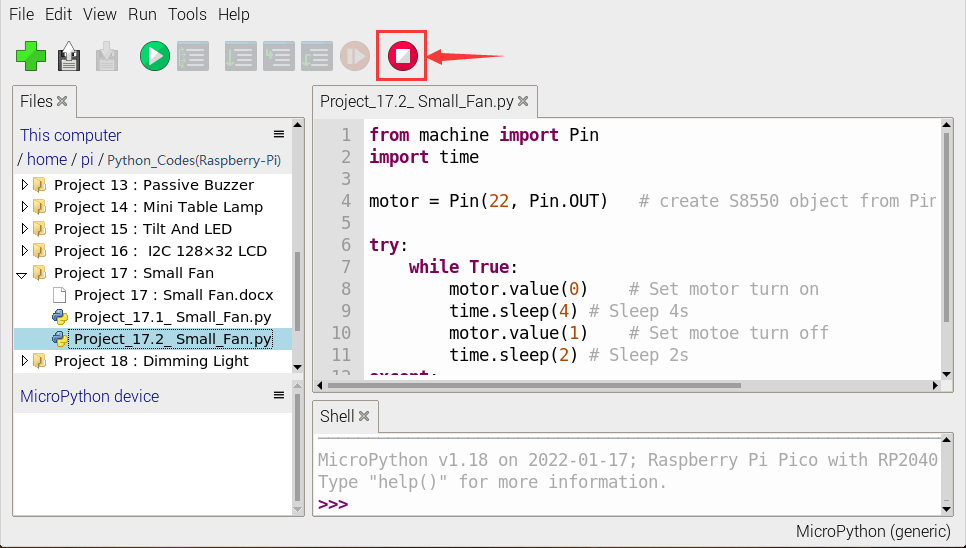 File Edit View Run Tools Help
Files
This computer
/ home / pi / Python_Codes(Raspberry-Pi)
Project 13 : Passive Buzzer
Project 14 : Mini Table Lamp
Project 15 : Tilt And LED
Project 16 : I2C 128×32 LCD
Project 17 : Small Fan
Project 17 : Small Fan.docx
Project_17.1_ Small_Fan.py
Project_17.2_ Small_Fan.py
Project 18 : Dimming Light
MicroPython device
Project_17.2_ Small_Fan.py
1 from machine import Pin
2 import time
3
4 motor = Pin(22, Pin.OUT)   # create S8550 object from Pin
5
6 try:
7     while True:
8         motor.value(0)    # Set motor turn on
9         time.sleep(4) # Sleep 4s
10         motor.value(1)    # Set motoe turn off
11         time.sleep(2) # Sleep 2s
12 except:
Shell
MicroPython v1.18 on 2022-01-17; Raspberry Pi Pico with RP2040
Type "help()" for more information.
>>>
MicroPython (generic)